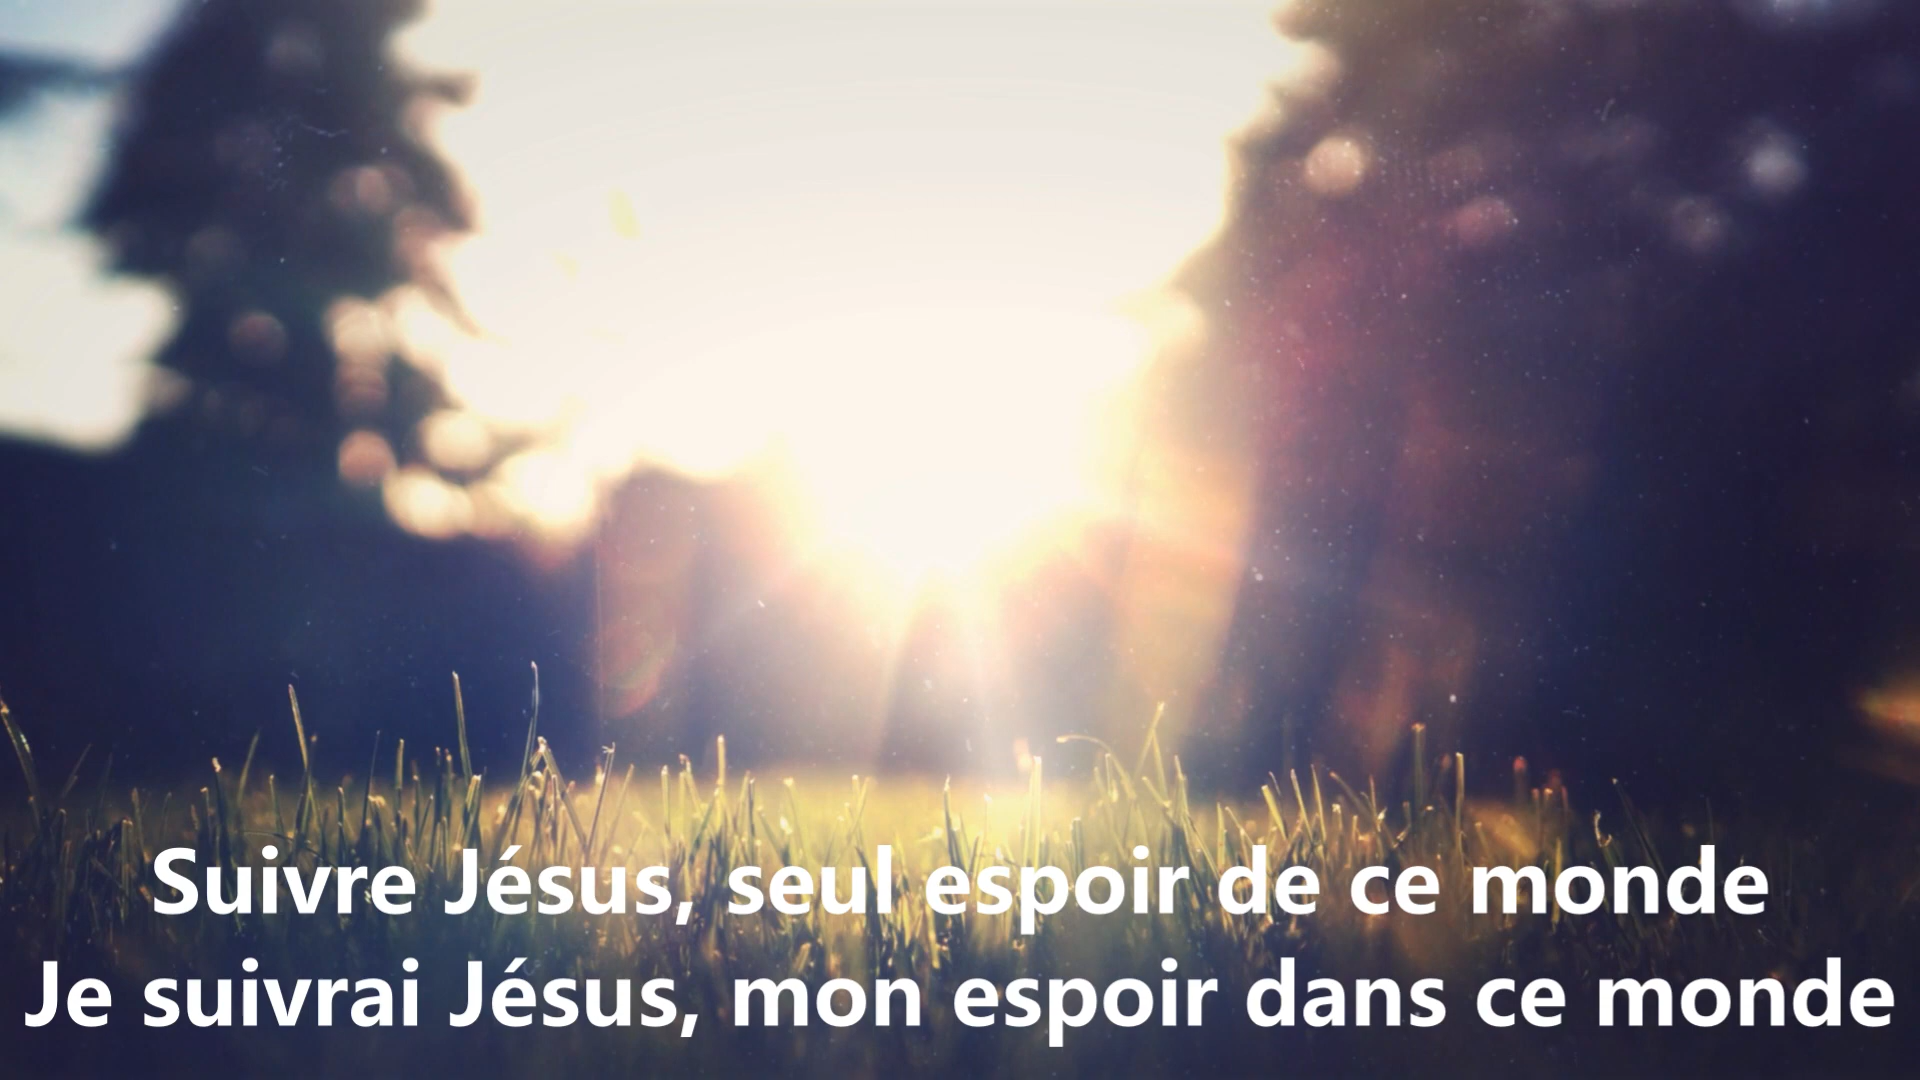 Suivre Jésus, seul espoir de ce monde
Je suivrai Jésus, mon espoir dans ce monde